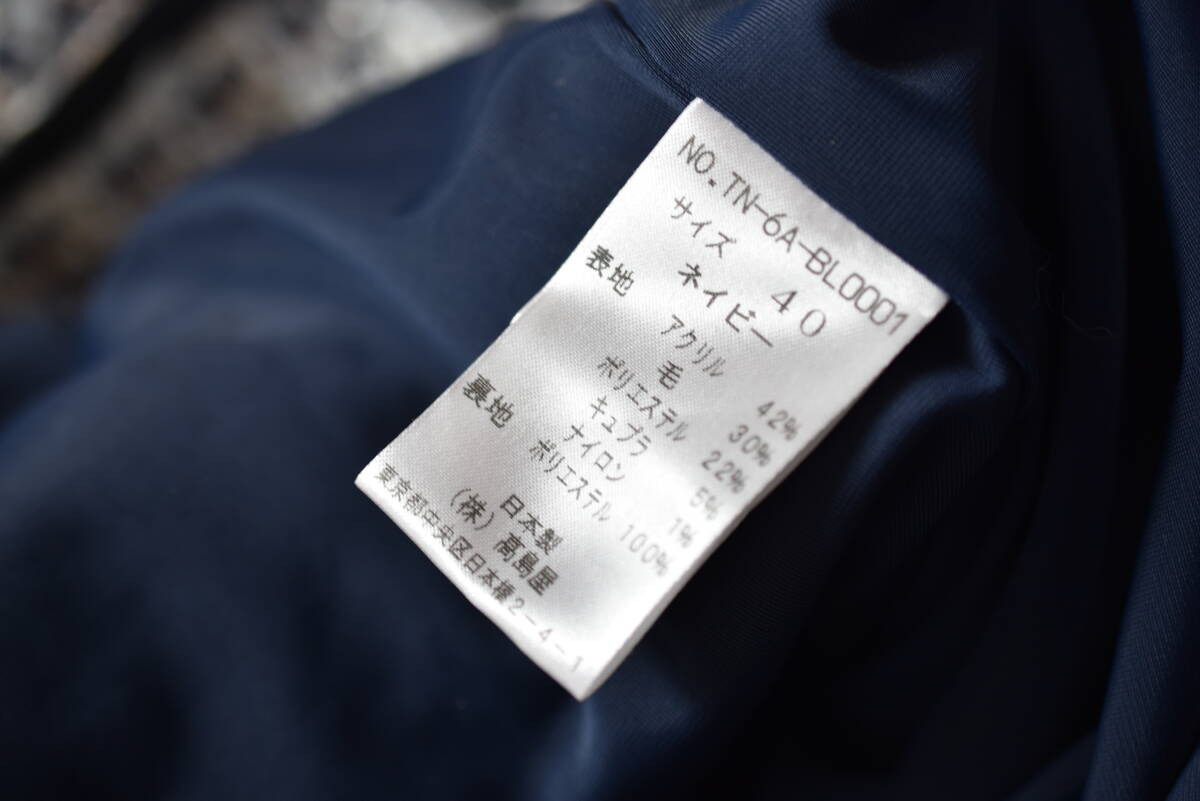 NO.TN-6A-BL0001
サイズ 40
ネイビー
表地 アクリル 42%
毛 30%
ポリエステル 22%
キュプラ 5%
ナイロン 1%
裏地 ポリエステル 100%
日本製
(株)高島屋
東京都中央区日本橋2-4-1